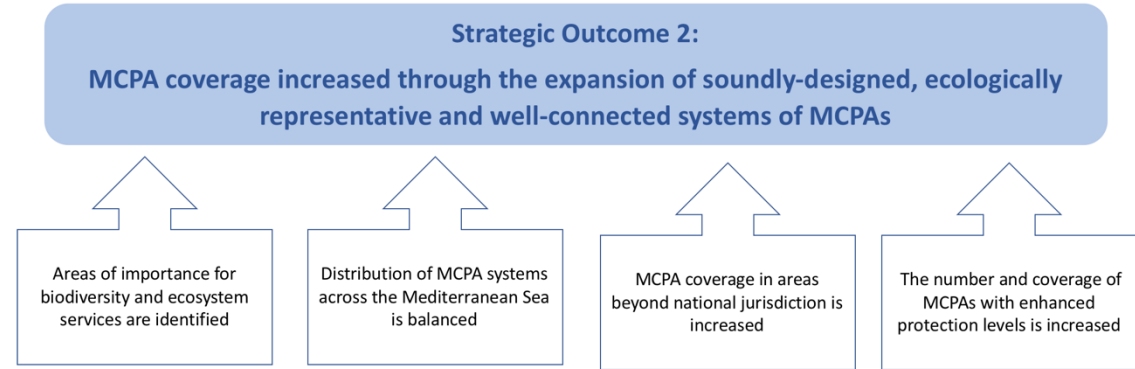 Strategic Outcome 2:
MCPA coverage increased through the expansion of soundly-designed, ecologically
representative and well-connected systems of MCPAs
Areas of importance for
biodiversity and ecosystem
services are identified
Distribution of MCPA systems
across the Mediterranean Sea
is balanced
MCPA coverage in areas
beyond national jurisdiction is
increased
The number and coverage of
MCPAs with enhanced
protection levels is increased